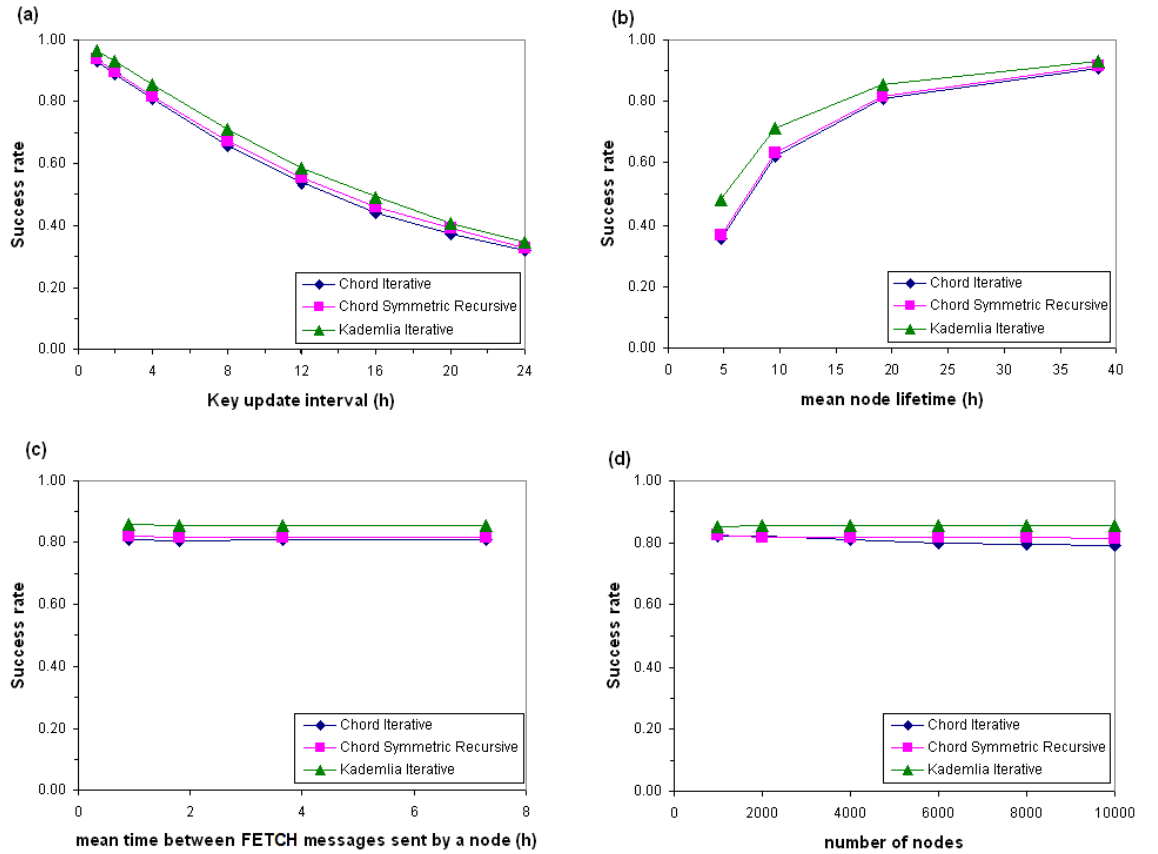 (a)
1.00
0.80
0.60
0.40
0.20
0.00
Success rate
Chord Iterative
Chord Symmetric Recursive
Kademlia Iterative
0 4 8 12 16 20 24
Key update interval (h)
(b)
1.00
0.80
0.60
0.40
0.20
0.00
Success rate
Chord Iterative
Chord Symmetric Recursive
Kademlia Iterative
0 5 10 15 20 25 30 35 40
mean node lifetime (h)
(c)
1.00
0.80
0.60
0.40
0.20
0.00
Success rate
Chord Iterative
Chord Symmetric Recursive
Kademlia Iterative
0 2 4 6 8
mean time between FETCH messages sent by a node (h)
(d)
1.00
0.80
0.60
0.40
0.20
0.00
Success rate
Chord Iterative
Chord Symmetric Recursive
Kademlia Iterative
0 2000 4000 6000 8000 10000
number of nodes